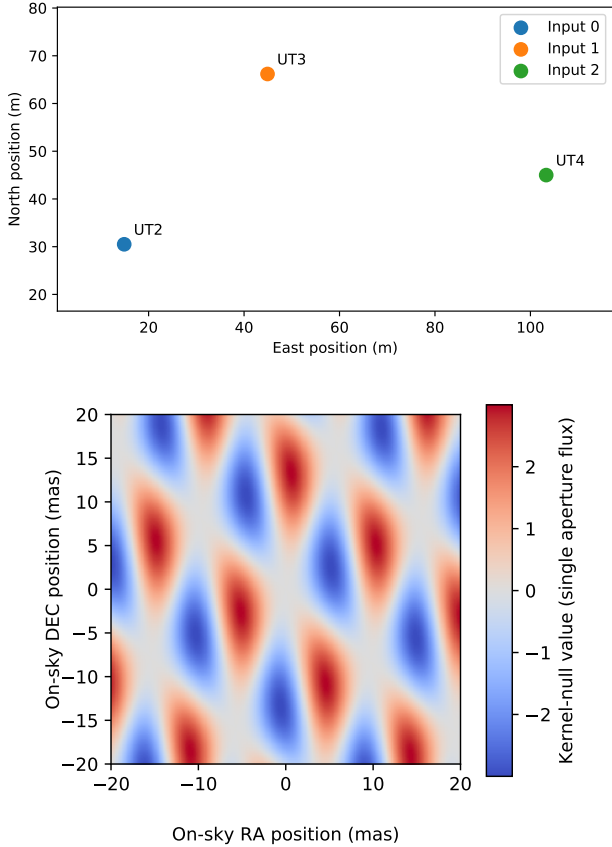 80
70
60
50
40
30
20
North position (m)
UT3
UT2
UT4
Input 0
Input 1
Input 2
20 40 60 80 100
East position (m)
20
15
10
5
0
−5
−10
−15
−20
On-sky DEC position (mas)
−20 −10 0 10 20
On-sky RA position (mas)
2
1
0
−1
−2
Kernel-null value (single aperture flux)